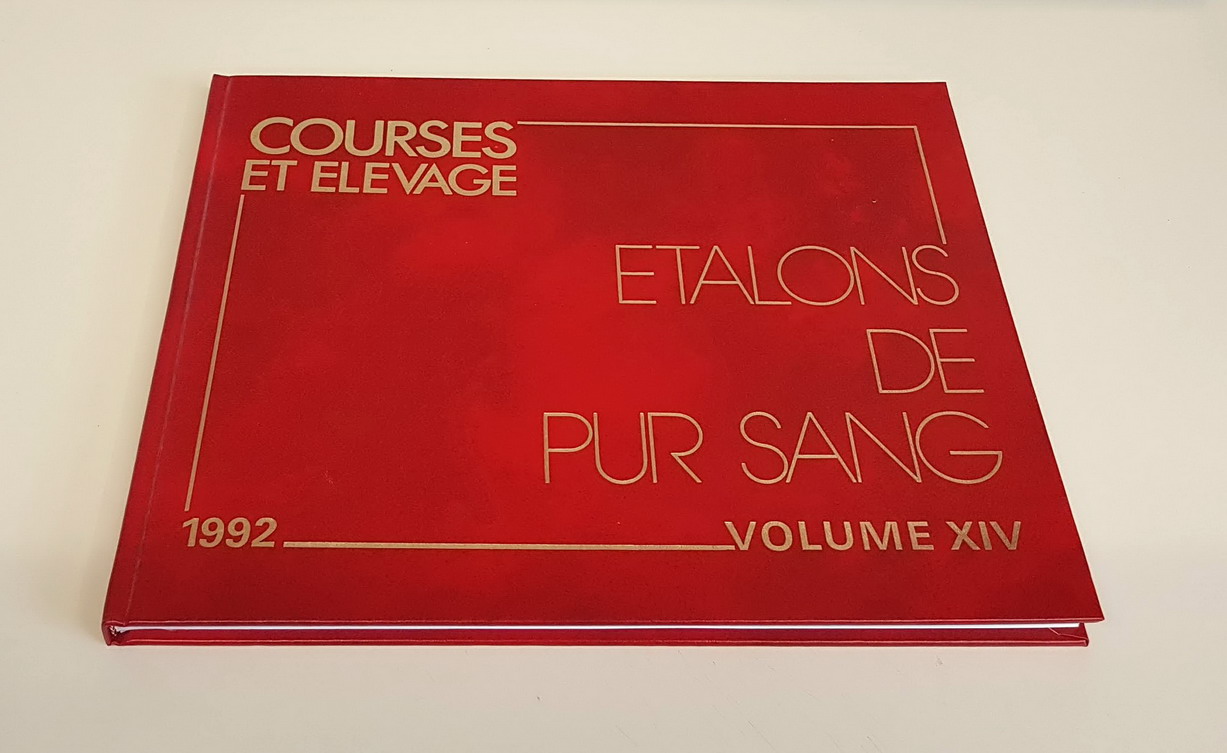 COURSES
ET ELEVAGE
ETALONS
DE
PUR SANG
1992
VOLUME XIV